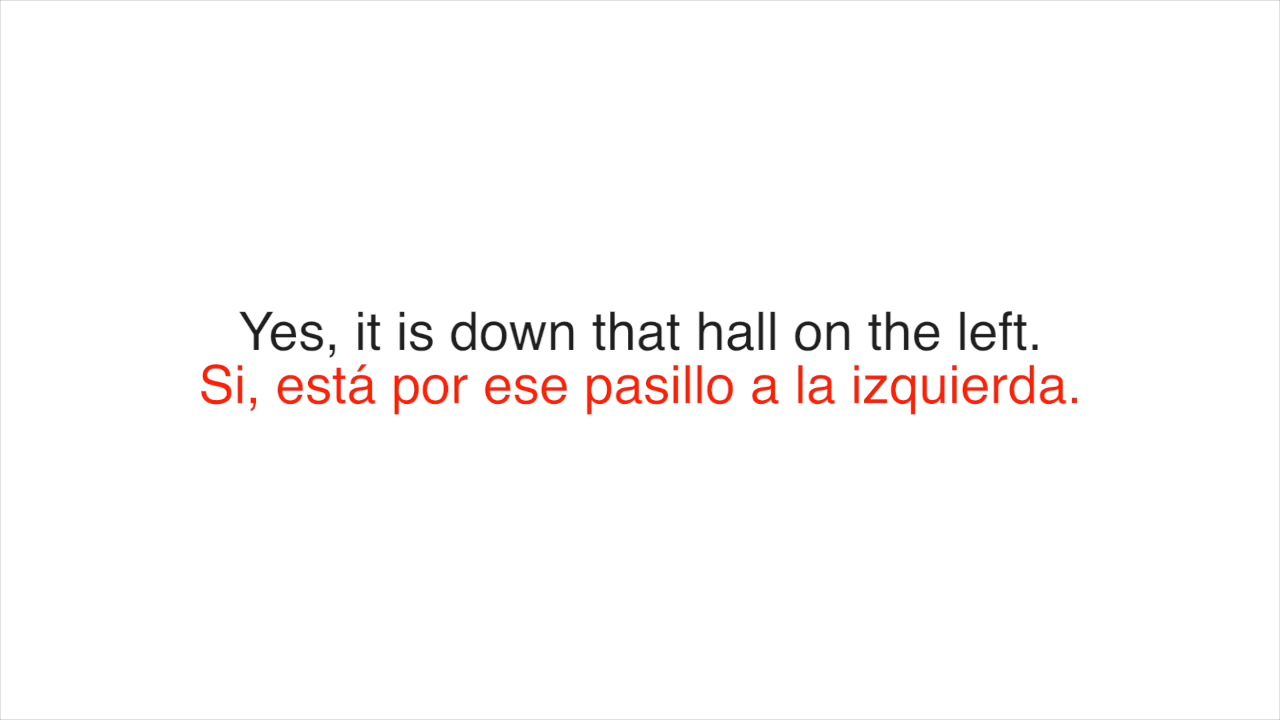 Yes, it is down that hall on the left.
Si, está por ese pasillo a la izquierda.